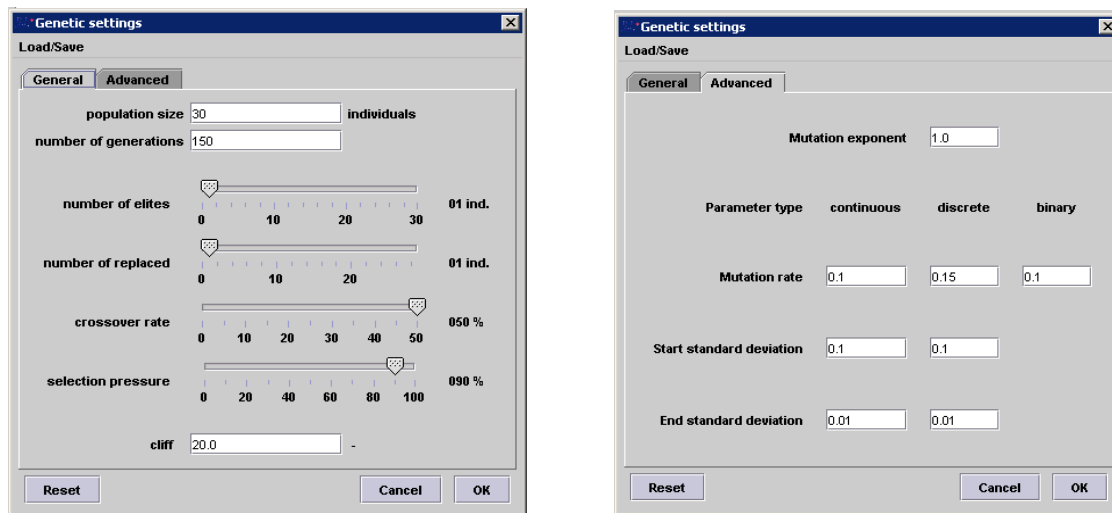 Genetic settings
Load/Save
General Advanced
population size 30 individuals
number of generations 150
number of elites 01 ind.
0 10 20 30
number of replaced 01 ind.
0 10 20
crossover rate 050 %
0 10 20 30 40 50
selection pressure 090 %
0 20 40 60 80 100
cliff 20.0 -
Reset Cancel OK
Genetic settings
Load/Save
General Advanced
Mutation exponent 1.0
Parameter type continuous discrete binary
Mutation rate 0.1 0.15 0.1
Start standard deviation 0.1 0.1
End standard deviation 0.01 0.01
Reset Cancel OK